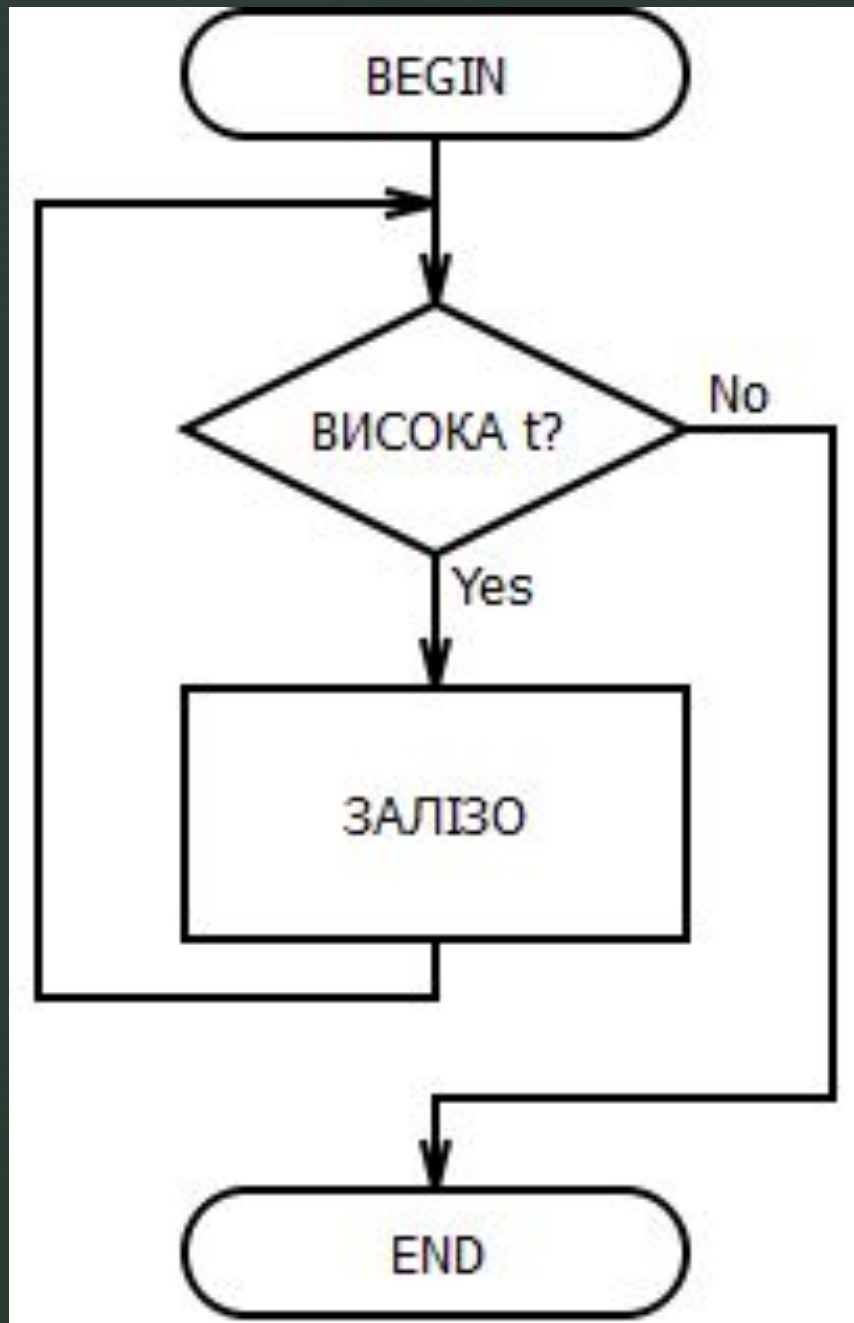 BEGIN
ВИСОКА t?
No
Yes
ЗАЛІЗО
END